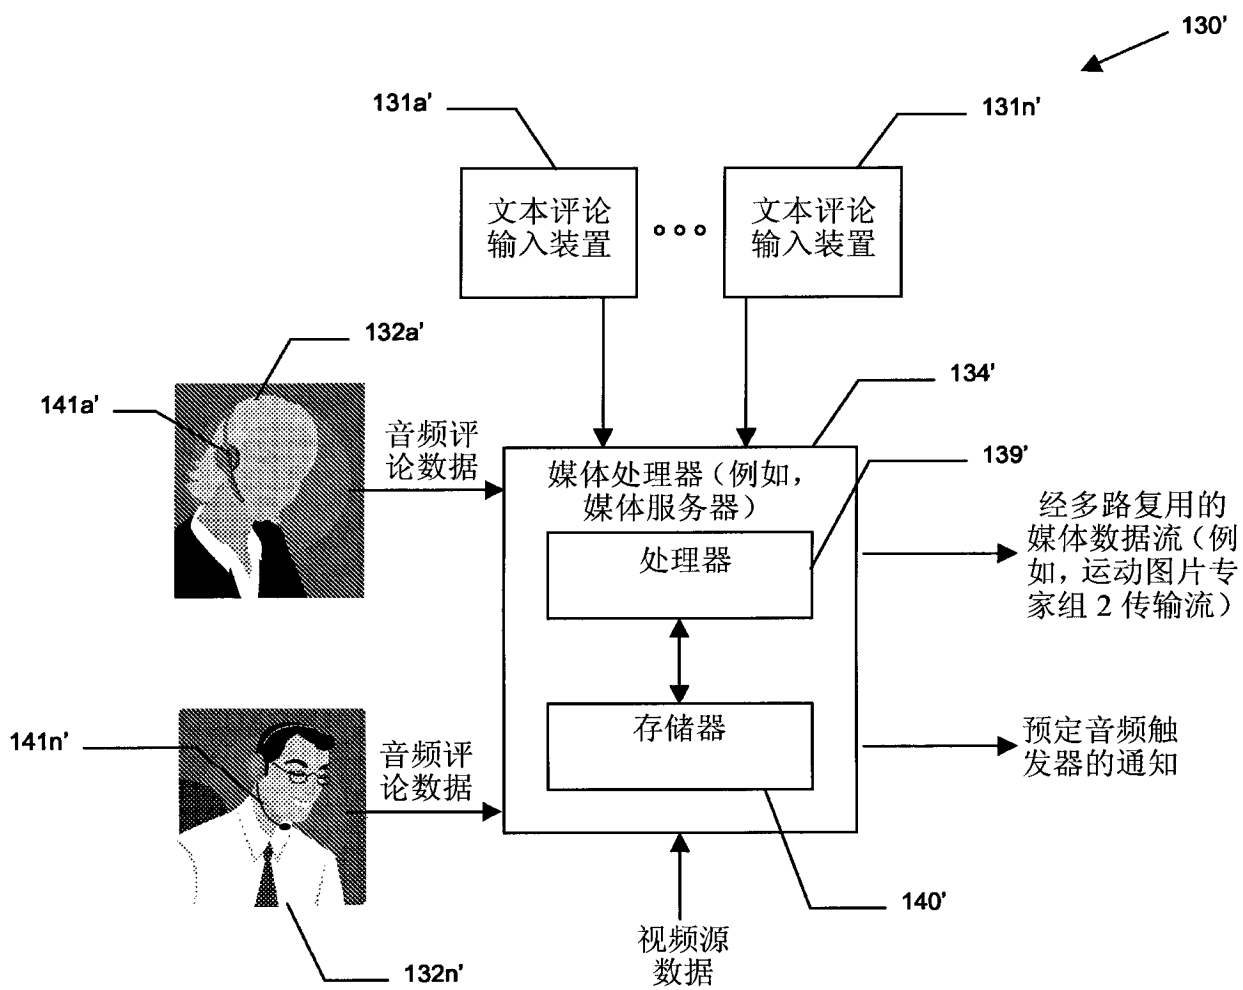 130'
131a'
131n'
文本评论
输入装置
文本评论
输入装置
132a'
134'
141a'
音频评
论数据
139'
媒体处理器（例如，
媒体服务器）
处理器
经多路复用的
媒体数据流（例
如，运动图片专
家组 2 传输流）
存储器
141n'
音频评
论数据
预定音频触
发器的通知
140'
视频源
数据
132n'